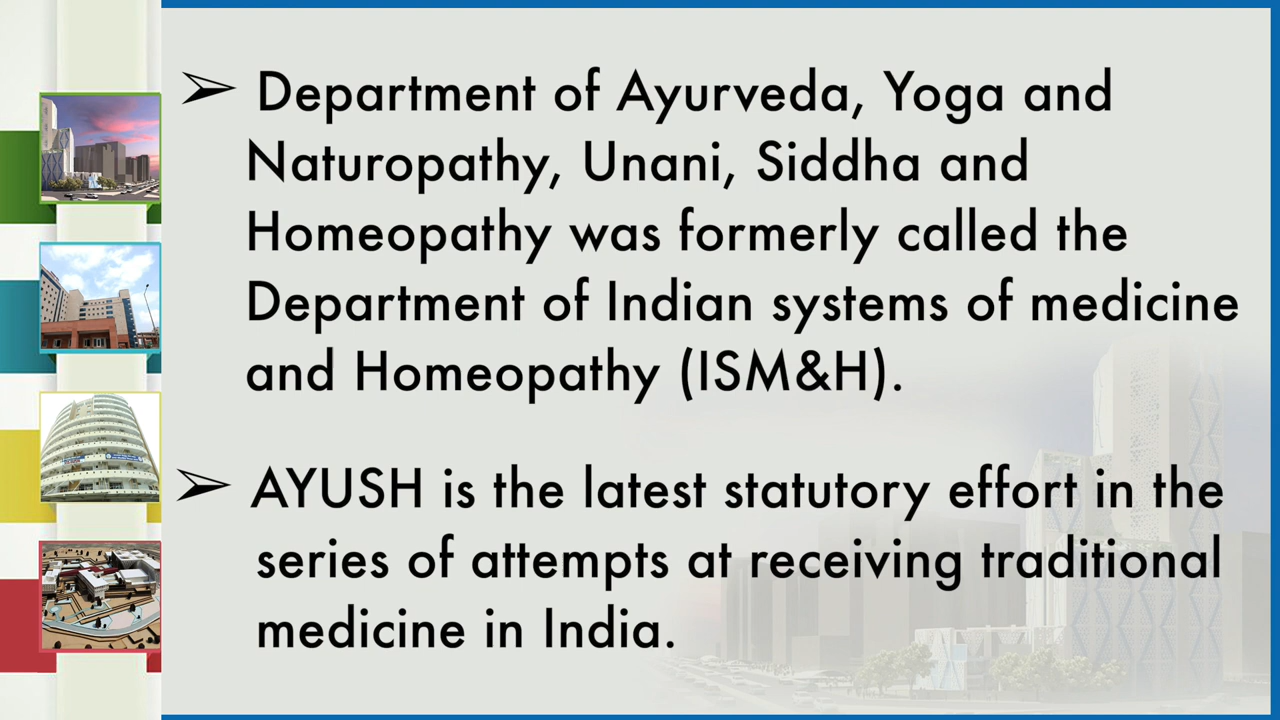 ➢ Department of Ayurveda, Yoga and
Naturopathy, Unani, Siddha and
Homeopathy was formerly called the
Department of Indian systems of medicine
and Homeopathy (ISM&H).
➢ AYUSH is the latest statutory effort in the
series of attempts at receiving traditional
medicine in India.